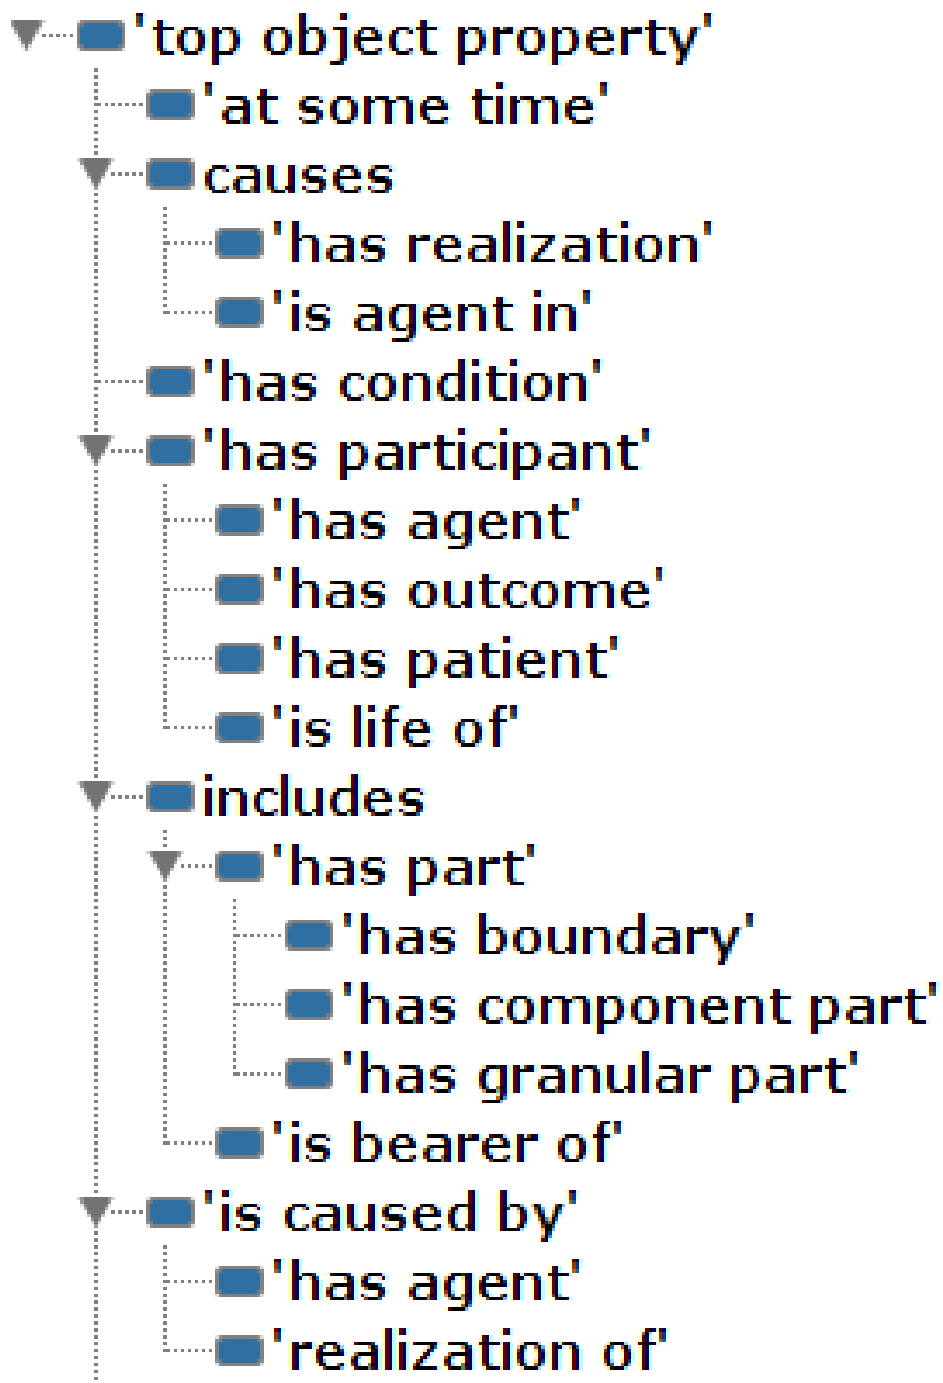 'top object property'
'at some time'
causes
'has realization'
'is agent in'
'has condition'
'has participant'
'has agent'
'has outcome'
'has patient'
'is life of'
includes
'has part'
'has boundary'
'has component part'
'has granular part'
'is bearer of'
'is caused by'
'has agent'
'realization of'